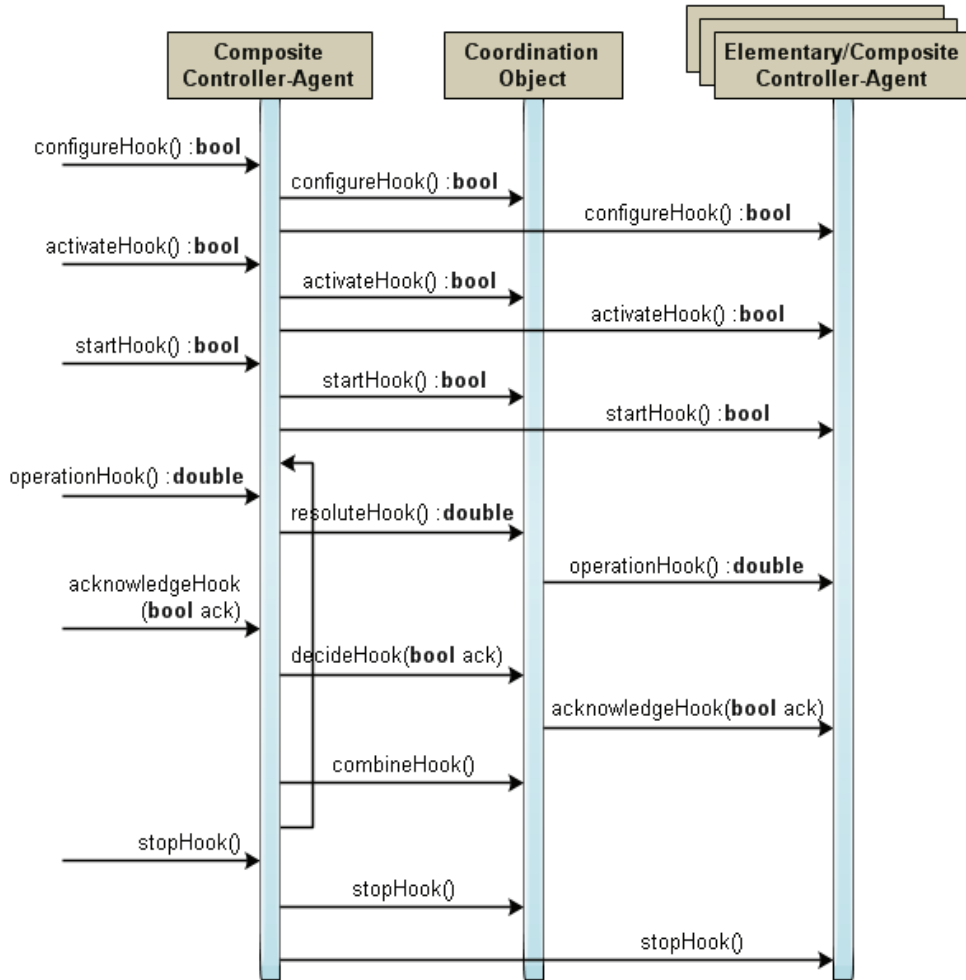 Composite
Controller-Agent
Coordination
Object
Elementary/Composite
Controller-Agent
configureHook() : bool
configureHook() : bool
configureHook() : bool
activateHook() : bool
activateHook() : bool
activateHook() : bool
startHook() : bool
startHook() : bool
startHook() : bool
operationHook() : double
resoluteHook() : double
operationHook() : double
acknowledgeHook
(bool ack)
decideHook(bool ack)
acknowledgeHook(bool ack)
combineHook()
stopHook()
stopHook()
stopHook()